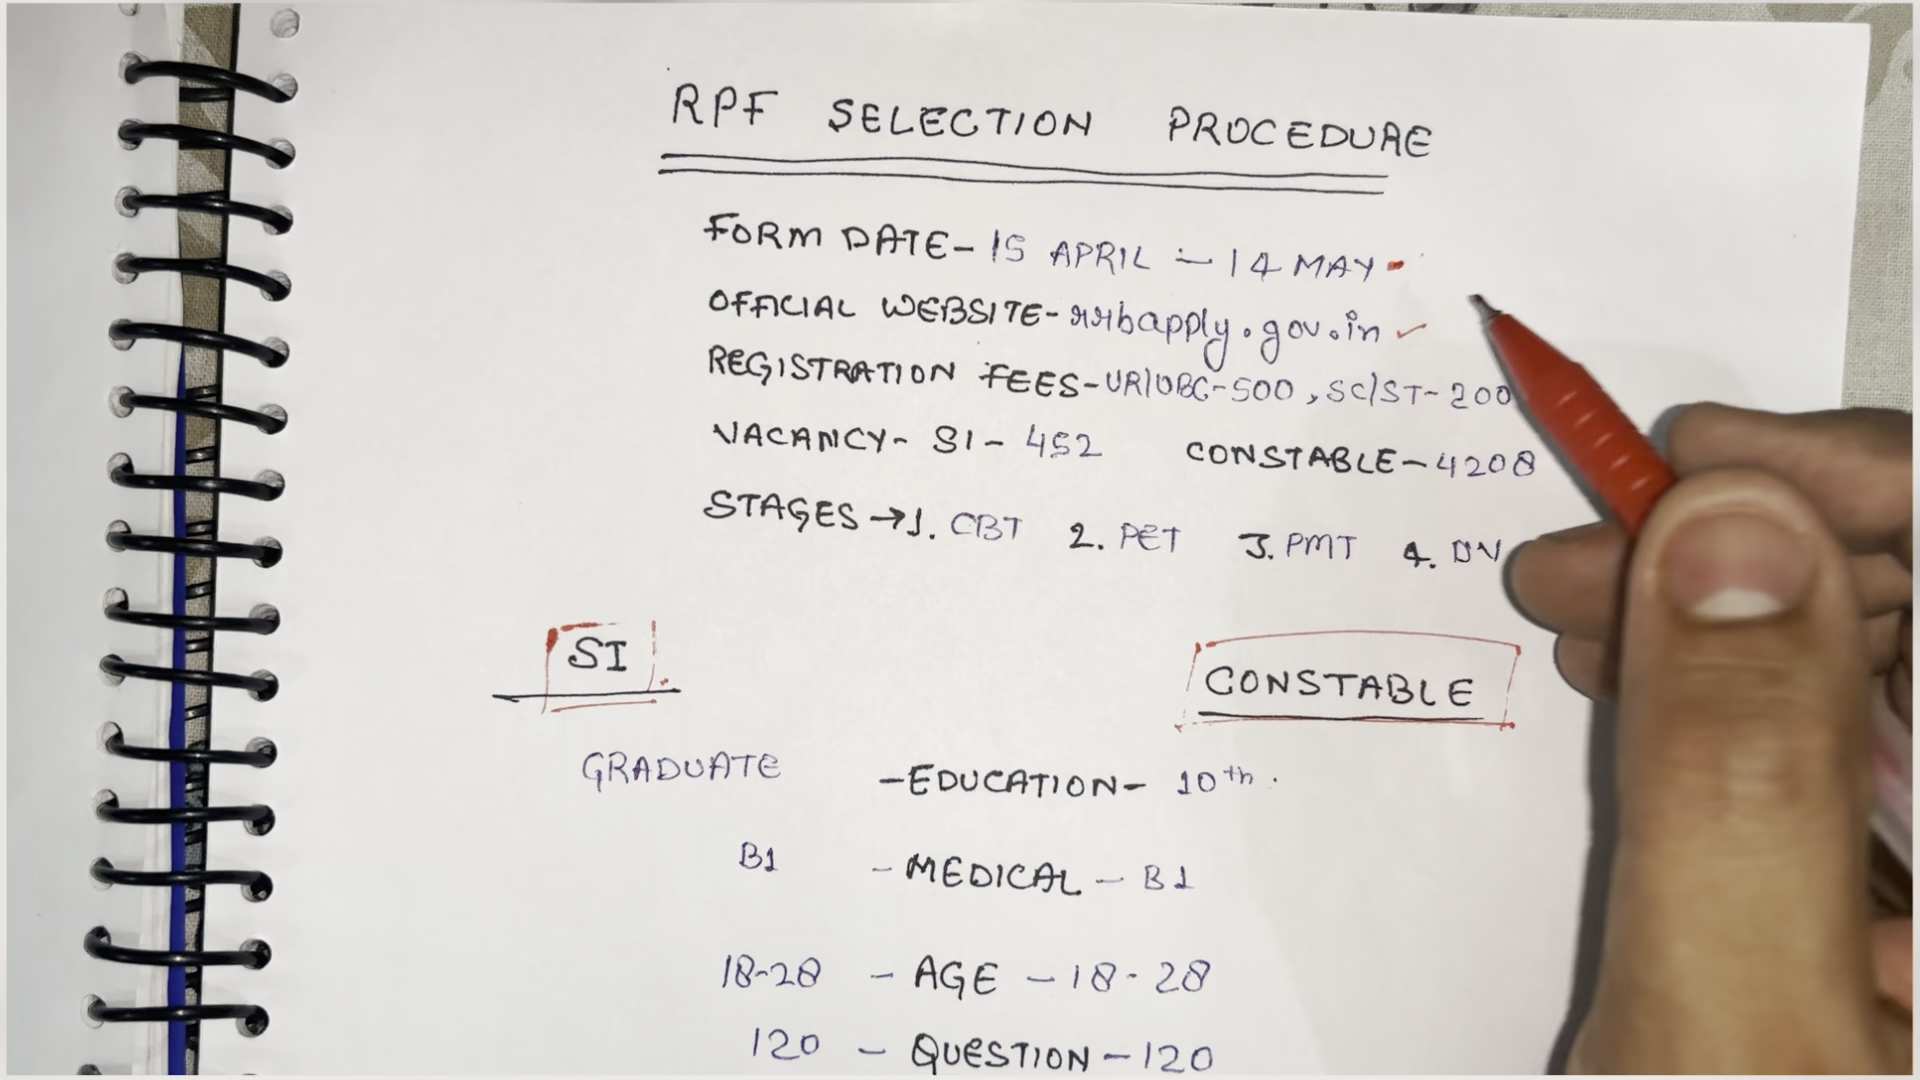 RPF SELECTION PROCEDURE
FORM DATE- 15 APRIL - 14 MAY
OFFICIAL WEBSITE- rrbapply.gov.in
REGISTRATION FEES-UR/OBC-500, SC/ST-200
VACANCY- SI- 452 CONSTABLE-4208
STAGES →1. CBT 2. PET 3. PMT 4. DV
SI CONSTABLE
GRADUATE -EDUCATION- 10th.
B1 - MEDICAL - B1
18-28 - AGE - 18-28
120 - QUESTION - 120